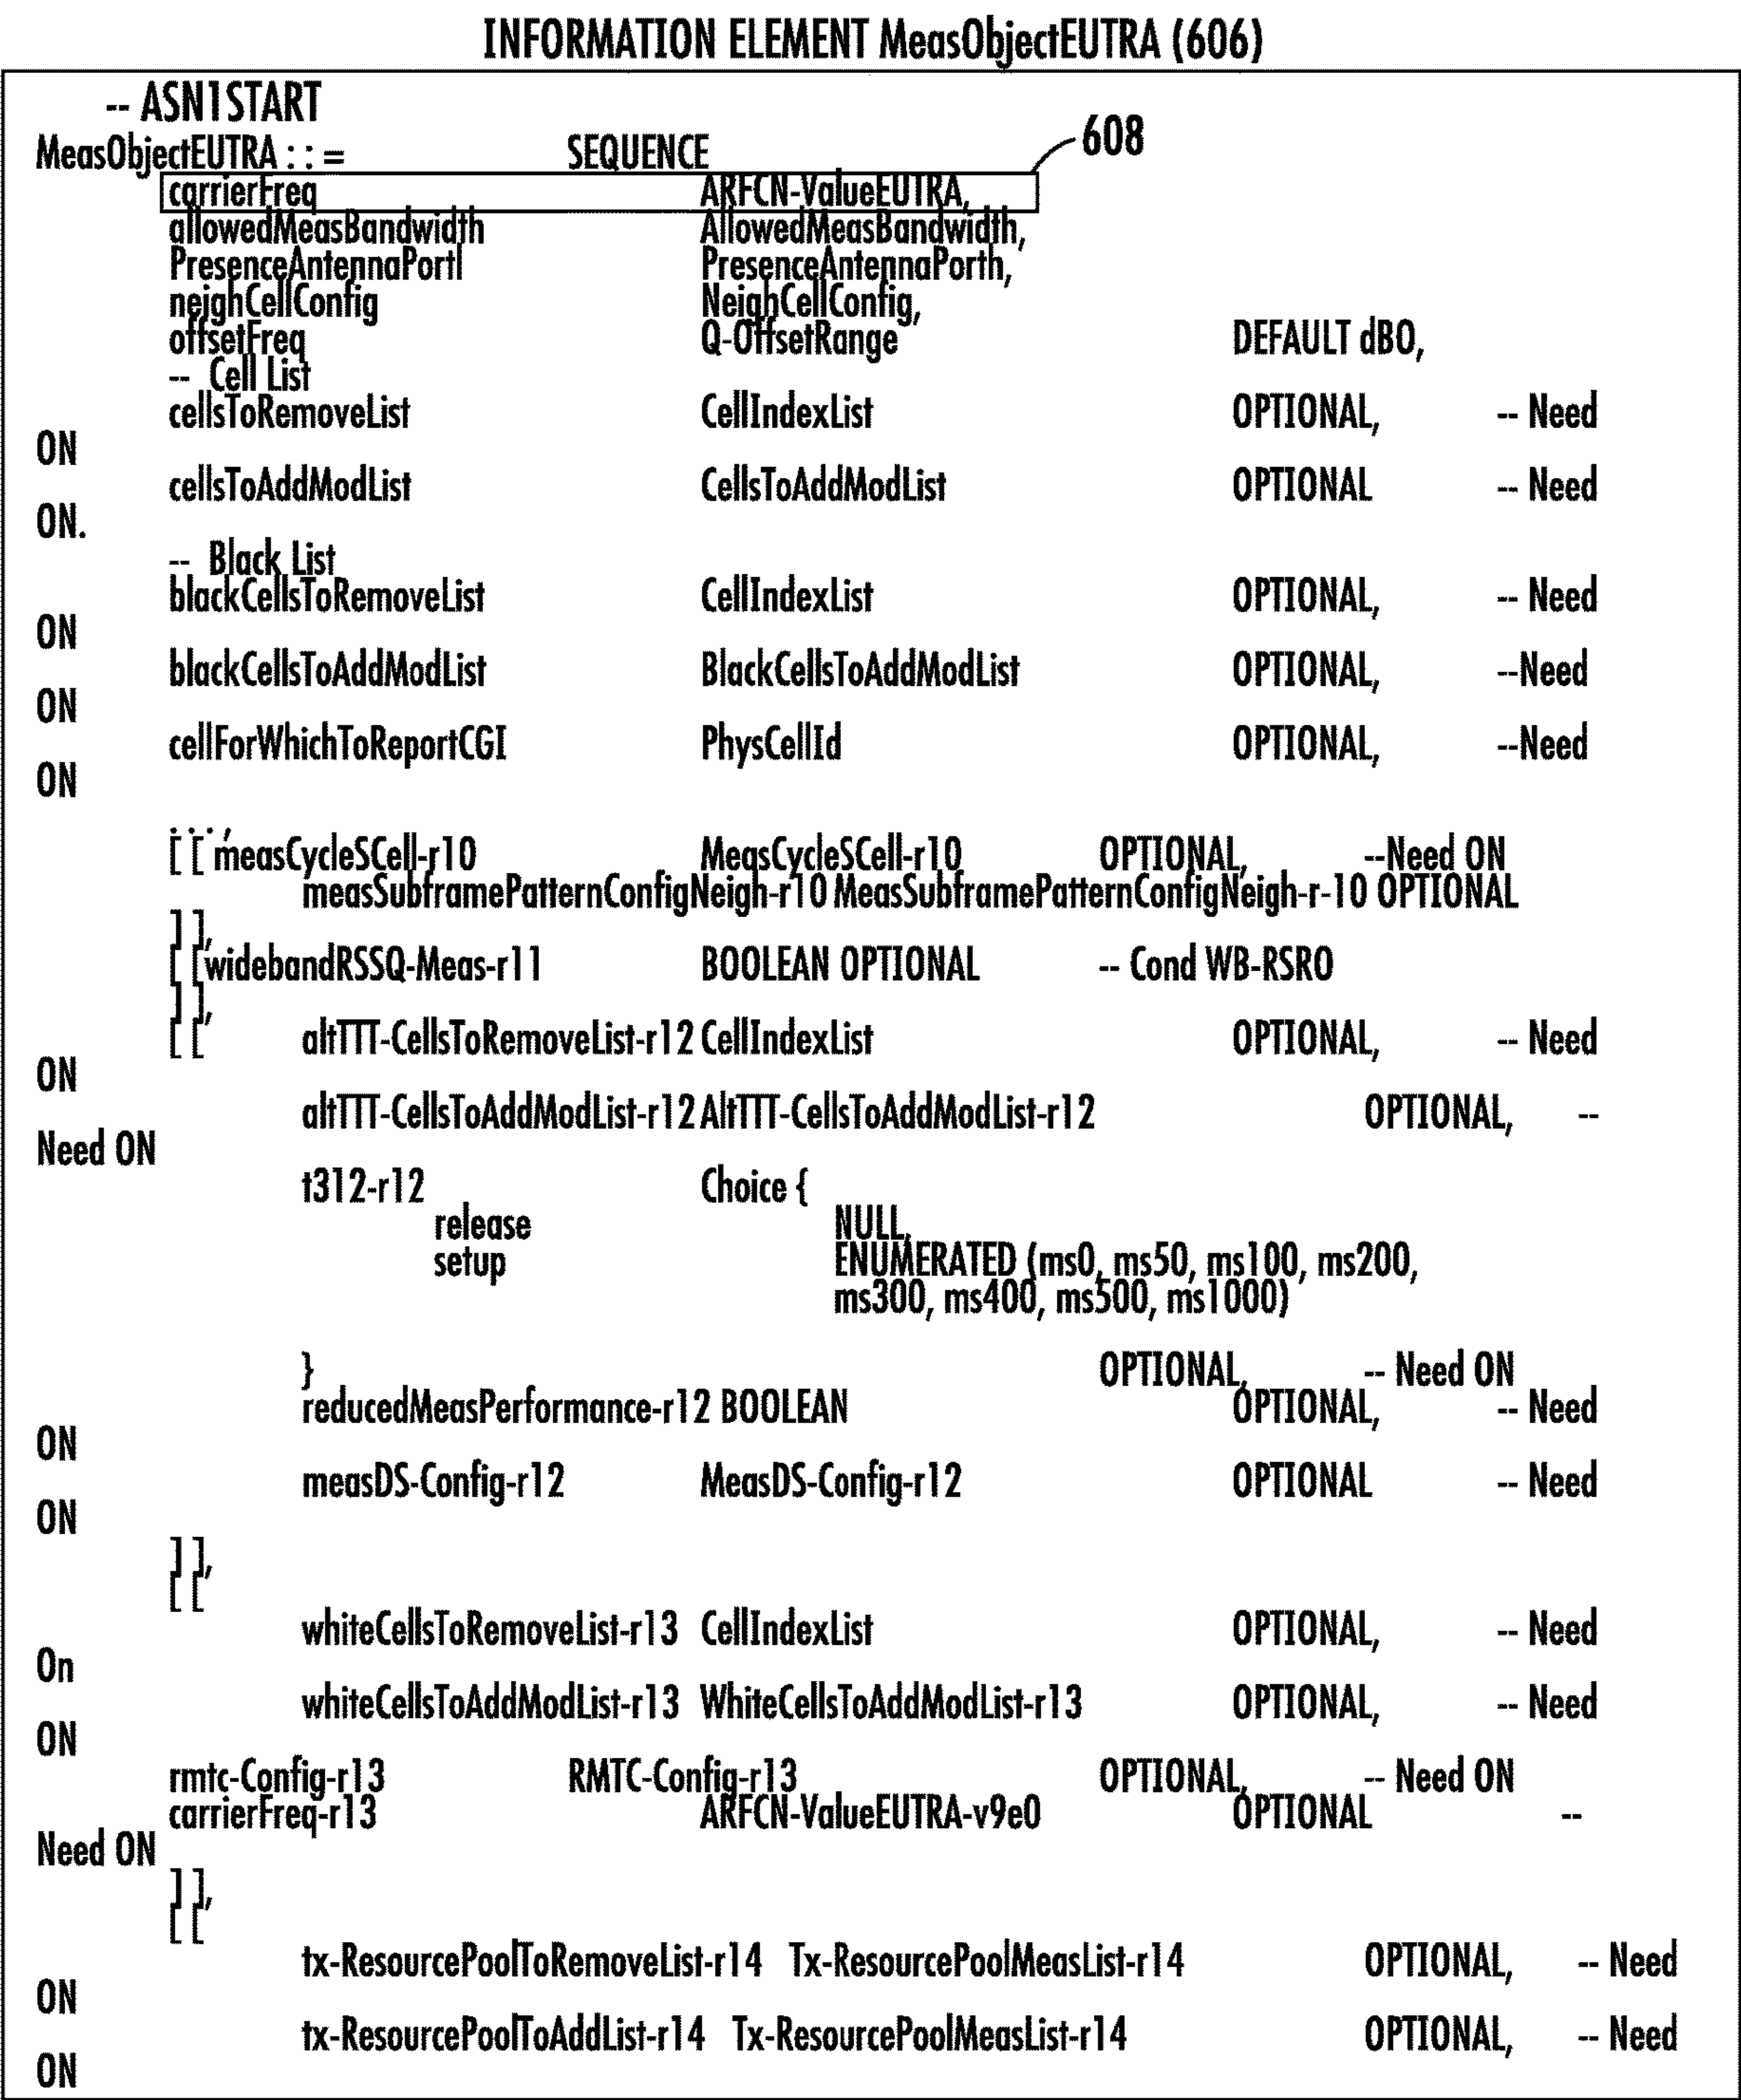 INFORMATION ELEMENT MeasObjectEUTRA (606)
-- ASN1START
MeasObjectEUTRA : : = SEQUENCE 608
carrierFreq ARFCN-ValueEUTRA,
allowedMeasBandwidth AllowedMeasBandwidth,
PresenceAntennaPortl PresenceAntennaPorth,
neighCellConfig NeighCellConfig,
offsetFreq Q-OffsetRange DEFAULT dBO,
-- Cell List
cellsToRemoveList CellIndexList OPTIONAL, -- Need
ON
cellsToAddModList CellsToAddModList OPTIONAL -- Need
ON.
-- Black List
blackCellsToRemoveList CellIndexList OPTIONAL, -- Need
ON
blackCellsToAddModList BlackCellsToAddModList OPTIONAL, --Need
ON
cellForWhichToReportCGI PhysCellId OPTIONAL, --Need
ON
...,
[ [ measCycleSCell-r10 MeasCycleSCell-r10 OPTIONAL, --Need ON
measSubframePatternConfigNeigh-r10 MeasSubframePatternConfigNeigh-r-10 OPTIONAL
] ],
[ [widebandRSSQ-Meas-r11 BOOLEAN OPTIONAL -- Cond WB-RSRO
] ],
[ [ altTTT-CellsToRemoveList-r12 CellIndexList OPTIONAL, -- Need
ON
altTTT-CellsToAddModList-r12 AltTTT-CellsToAddModList-r12 OPTIONAL, --
Need ON
t312-r12 Choice {
release NULL,
setup ENUMERATED (ms0, ms50, ms100, ms200,
ms300, ms400, ms500, ms1000)
} OPTIONAL, -- Need ON
reducedMeasPerformance-r12 BOOLEAN OPTIONAL, -- Need
ON
measDS-Config-r12 MeasDS-Config-r12 OPTIONAL -- Need
ON
] ],
[ [
whiteCellsToRemoveList-r13 CellIndexList OPTIONAL, -- Need
On
whiteCellsToAddModList-r13 WhiteCellsToAddModList-r13 OPTIONAL, -- Need
ON
rmtc-Config-r13 RMTC-Config-r13 OPTIONAL, -- Need ON
carrierFreq-r13 ARFCN-ValueEUTRA-v9e0 OPTIONAL --
Need ON
] ],
[ [
tx-ResourcePoolToRemoveList-r14 Tx-ResourcePoolMeasList-r14 OPTIONAL, -- Need
ON
tx-ResourcePoolToAddList-r14 Tx-ResourcePoolMeasList-r14 OPTIONAL, -- Need
ON